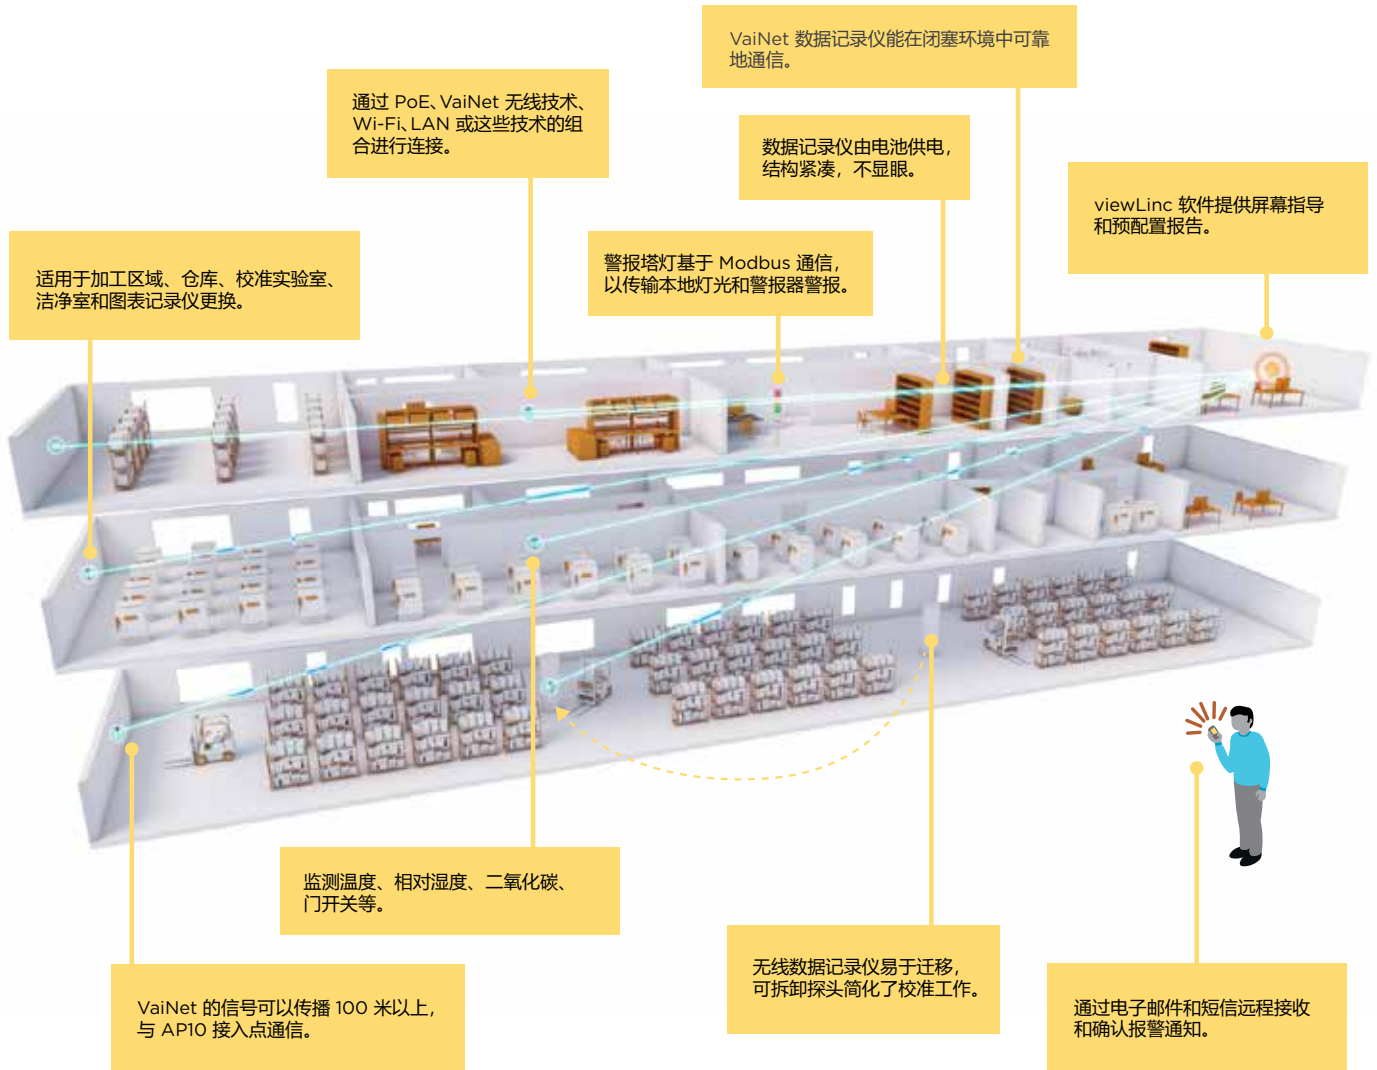 VaiNet 数据记录仪能在闭塞环境中可靠
地通信。
通过 PoE、VaiNet 无线技术、
Wi-Fi、LAN 或这些技术的组
合进行连接。
数据记录仪由电池供电，
结构紧凑，不显眼。
viewLinc 软件提供屏幕指导
和预配置报告。
适用于加工区域、仓库、校准实验室、
洁净室和图表记录仪更换。
警报塔灯基于 Modbus 通信，
以传输本地灯光和警报器警报。
监测温度、相对湿度、二氧化碳、
门开关等。
无线数据记录仪易于迁移，
可拆卸探头简化了校准工作。
VaiNet 的信号可以传播 100 米以上，
与 AP10 接入点通信。
通过电子邮件和短信远程接收
和确认报警通知。